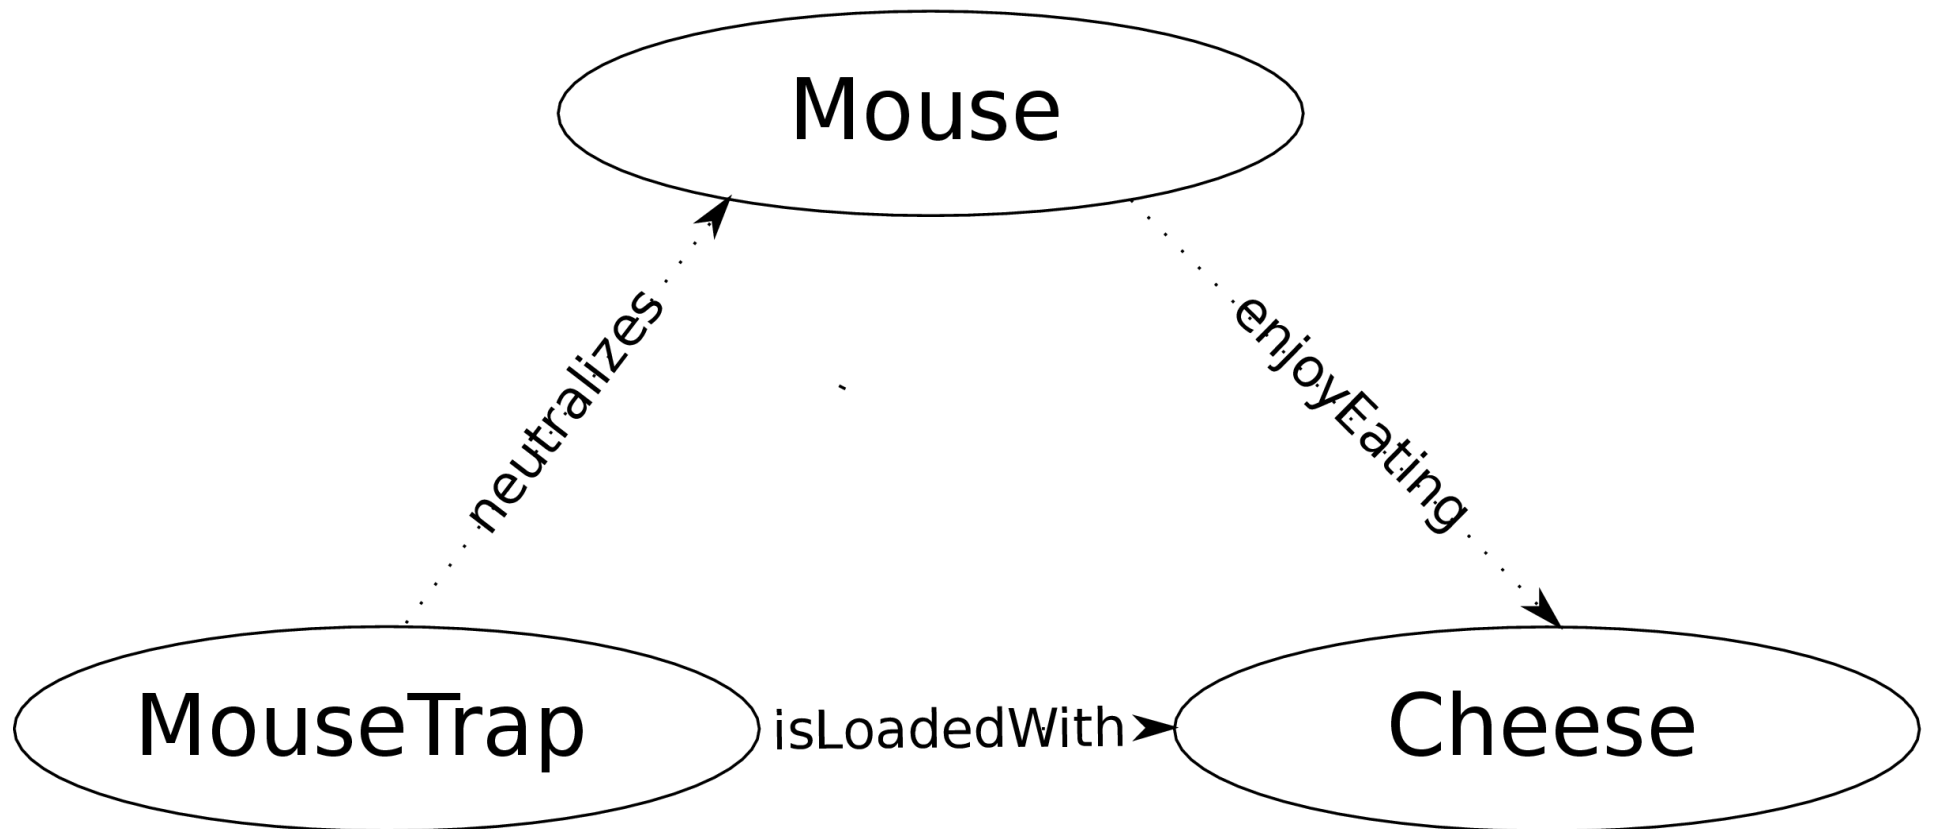 Mouse
neutralizes
enjoyEating
MouseTrap
isLoadedWith
Cheese